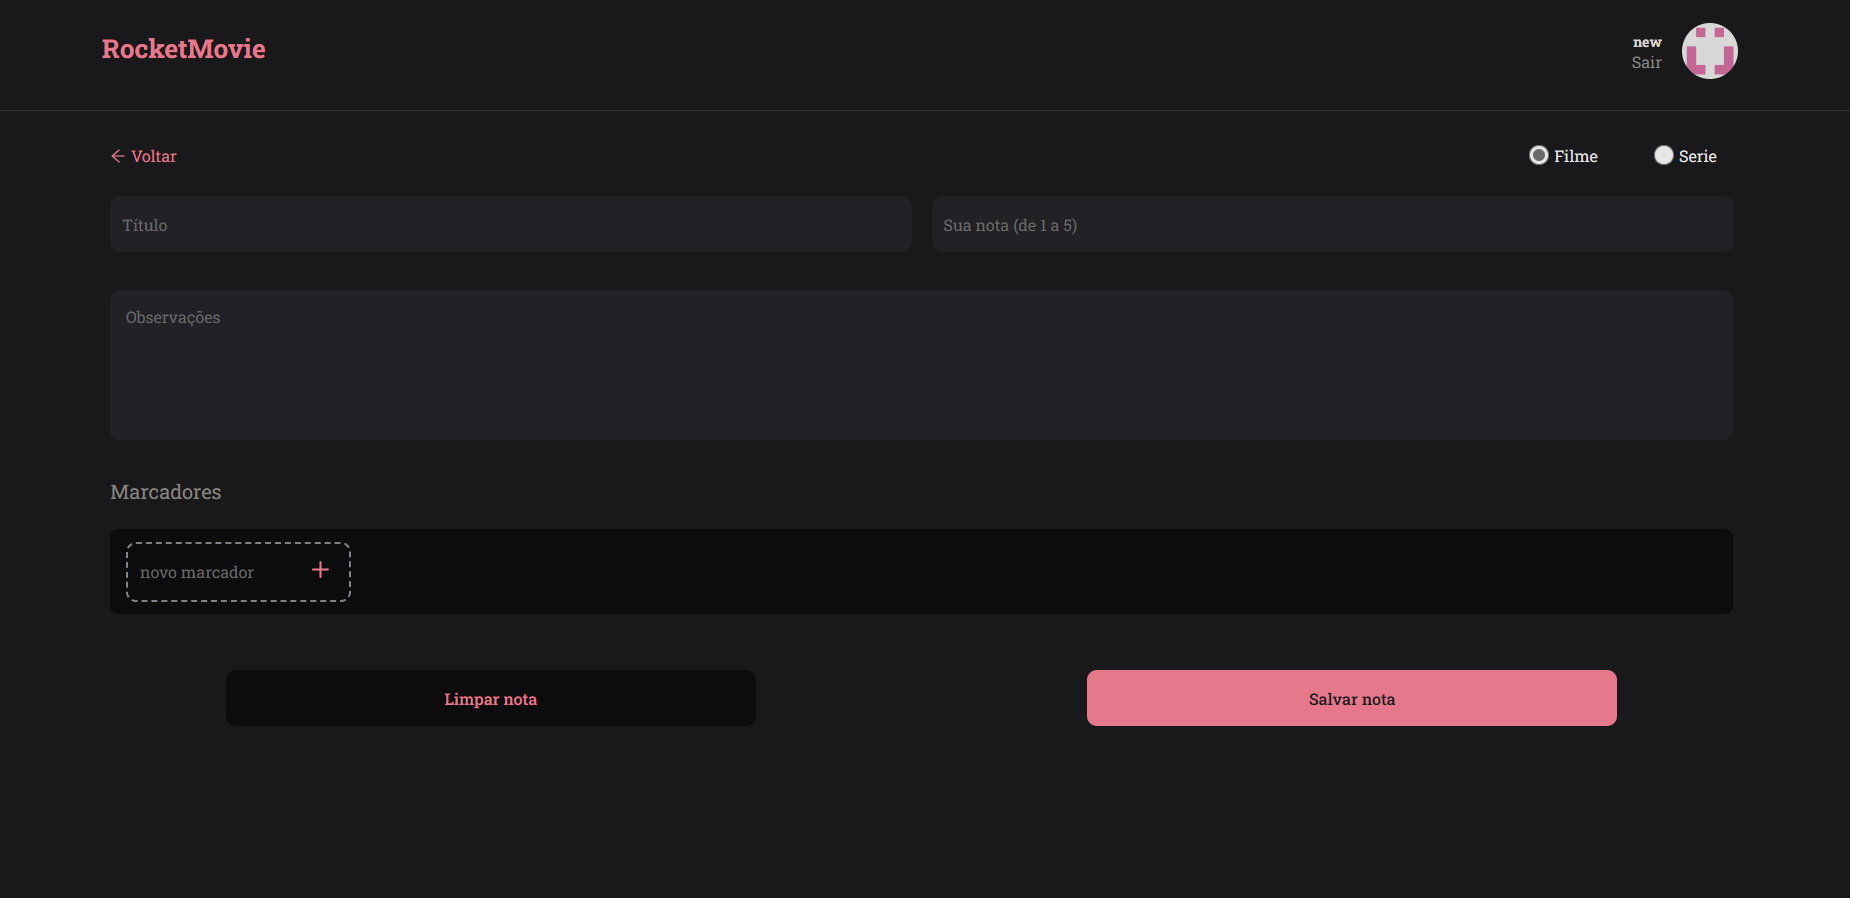 RocketMovie
new
Sair
Voltar
Filme
Serie
Título
Sua nota (de 1 a 5)
Observações
Marcadores
novo marcador
Limpar nota
Salvar nota